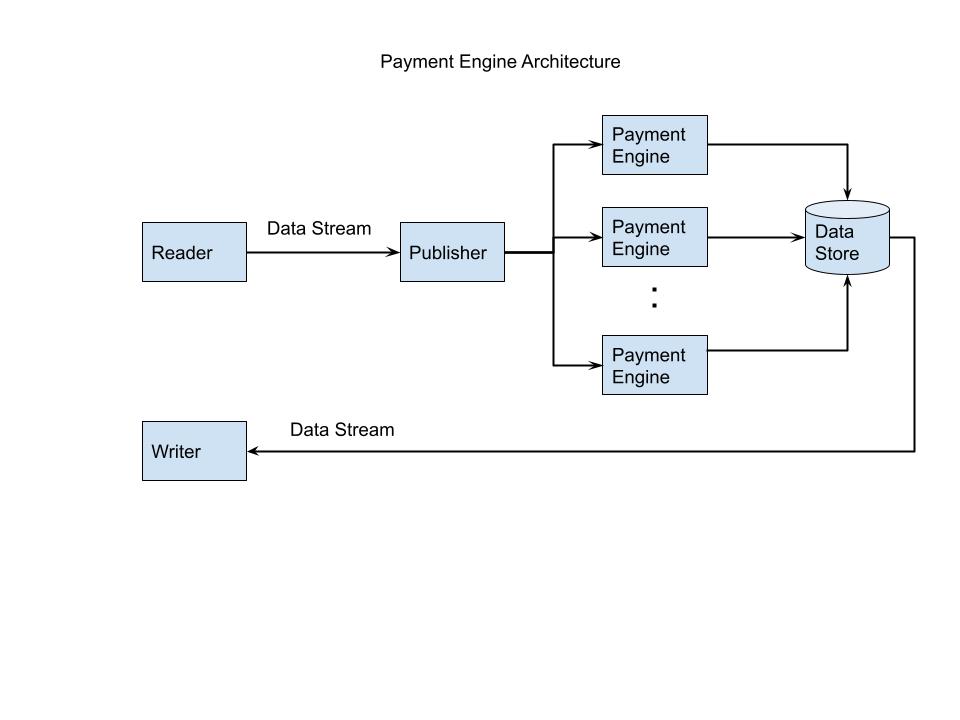 Payment Engine Architecture
Payment
Engine
Reader
Data Stream
Publisher
Payment
Engine
Data
Store
:
Payment
Engine
Writer
Data Stream